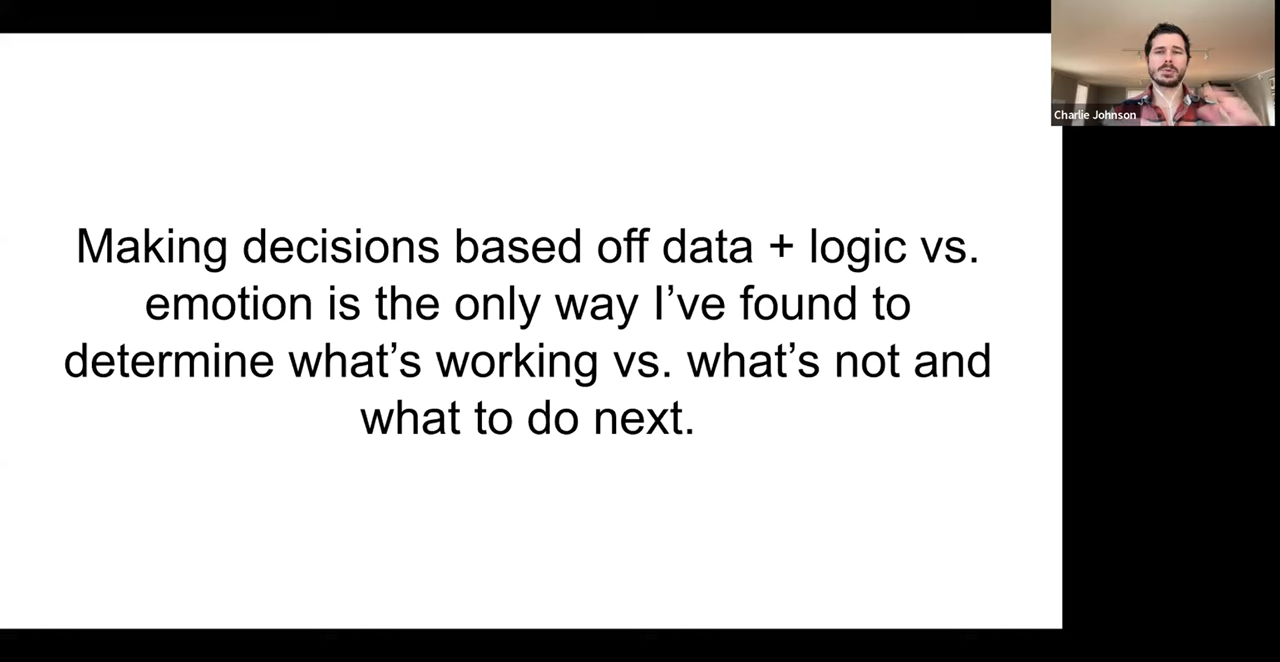 Charlie Johnson
Making decisions based off data + logic vs.
emotion is the only way I’ve found to
determine what’s working vs. what’s not and
what to do next.